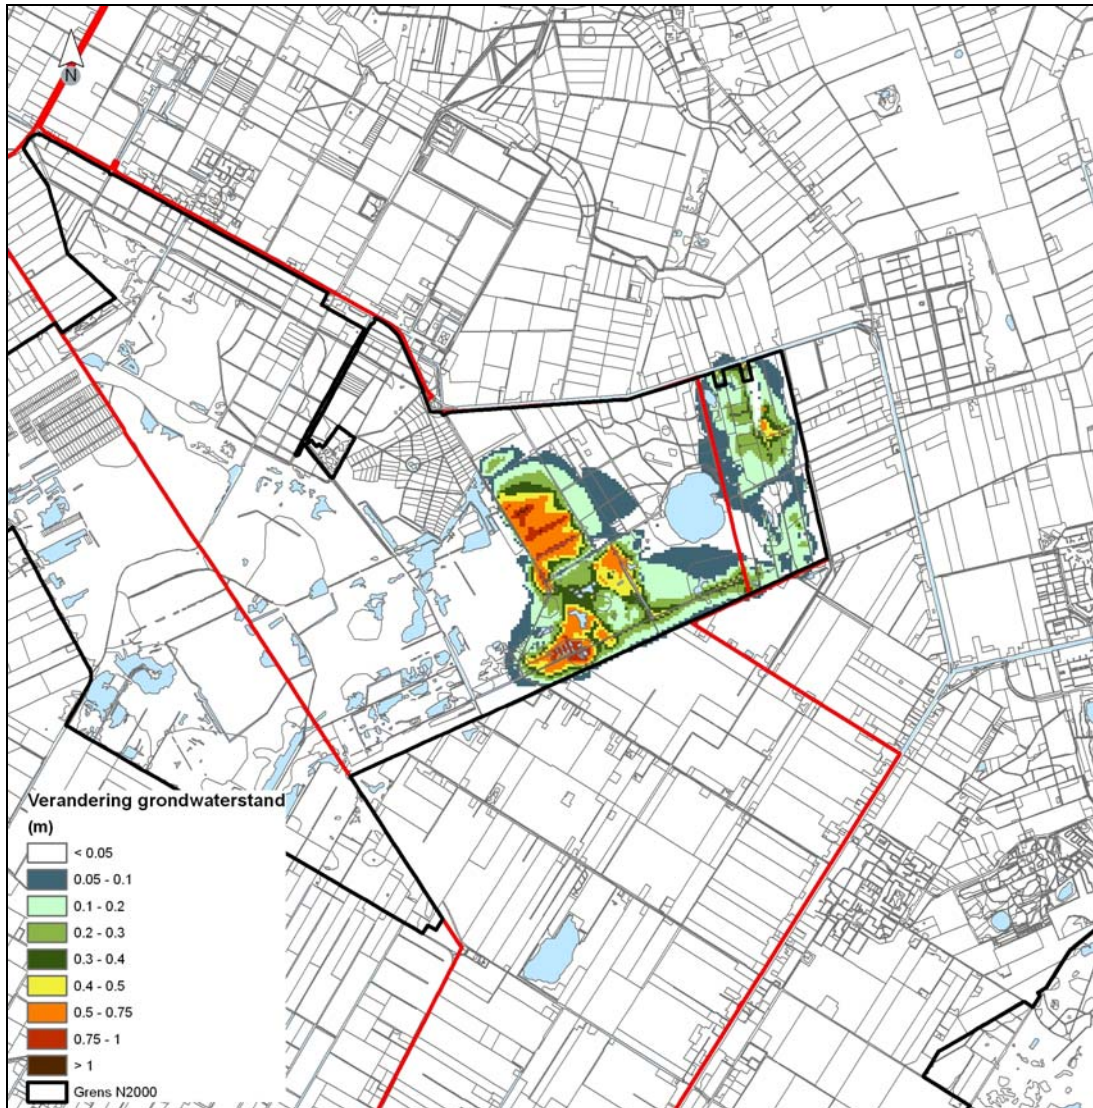 N
Verandering grondwaterstand
(m)
< 0.05
0.05 - 0.1
0.1 - 0.2
0.2 - 0.3
0.3 - 0.4
0.4 - 0.5
0.5 - 0.75
0.75 - 1
> 1
Grens N2000